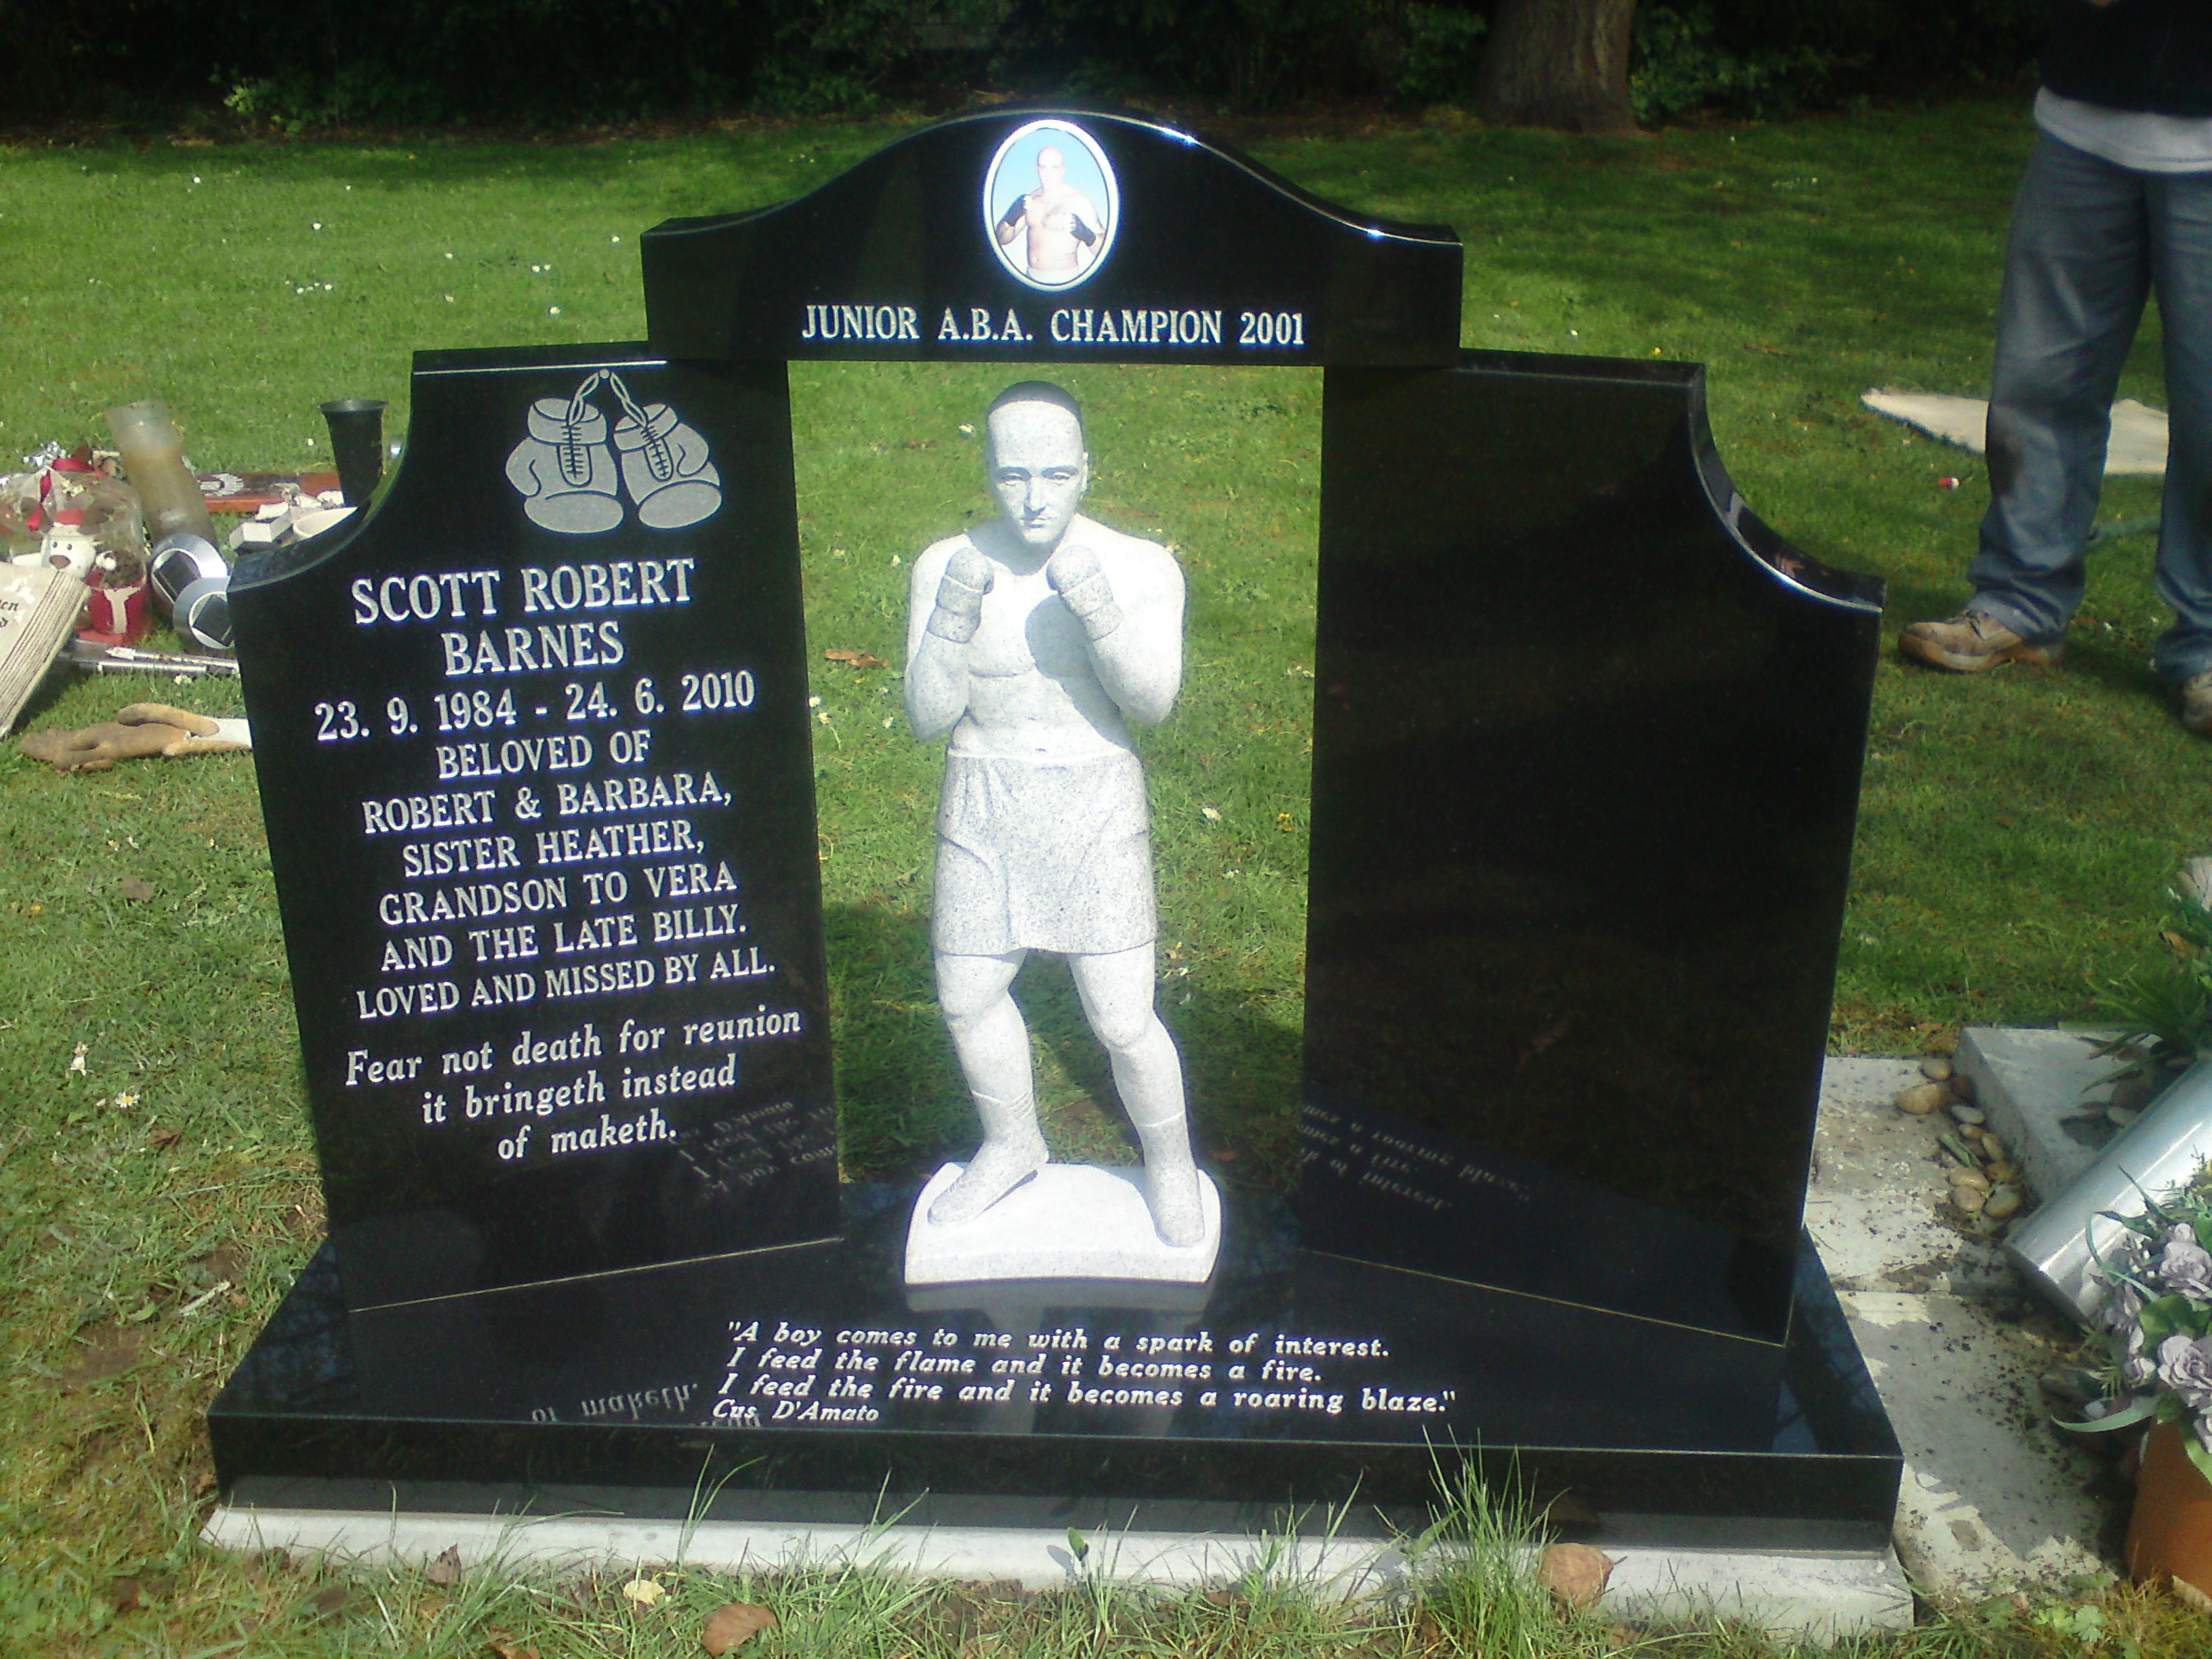 JUNIOR A.B.A. CHAMPION 2001
SCOTT ROBERT
BARNES
23. 9. 1984 - 24. 6. 2010
BELOVED OF
ROBERT & BARBARA,
SISTER HEATHER,
GRANDSON TO VERA
AND THE LATE BILLY.
LOVED AND MISSED BY ALL.
Fear not death for reunion
it bringeth instead
of maketh.
"A boy comes to me with a spark of interest.
I feed the flame and it becomes a fire.
I feed the fire and it becomes a roaring blaze."
Cus D'Amato